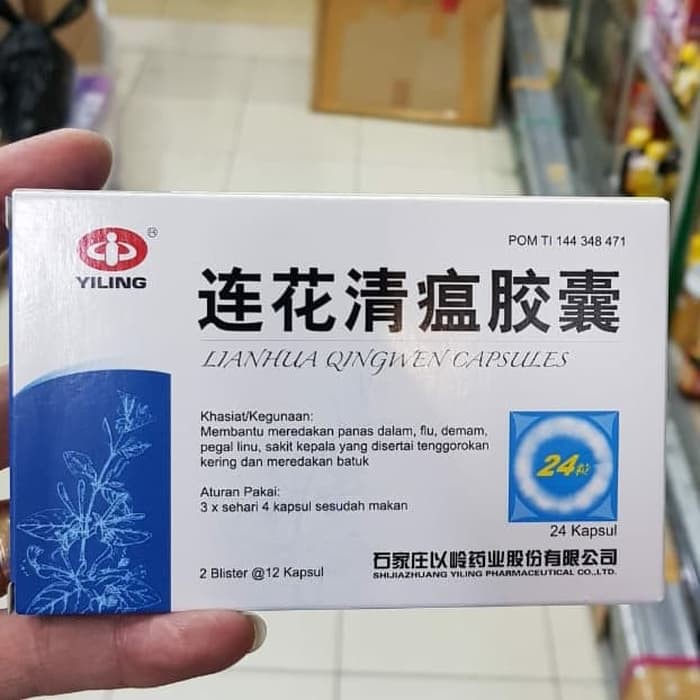 POM TI 144 348 471
YILING
连花清瘟胶囊
LIANHUA QINGWEN CAPSULES
Khasiat/Kegunaan:
Membantu meredakan panas dalam, flu, demam,
pegal linu, sakit kepala yang disertai tenggorokan
kering dan meredakan batuk
Aturan Pakai:
3 x sehari 4 kapsul sesudah makan
24粒
24 Kapsul
2 Blister @12 Kapsul
石家庄以岭药业股份有限公司
SHIJIAZHUANG YILING PHARMACEUTICAL CO.,LTD.